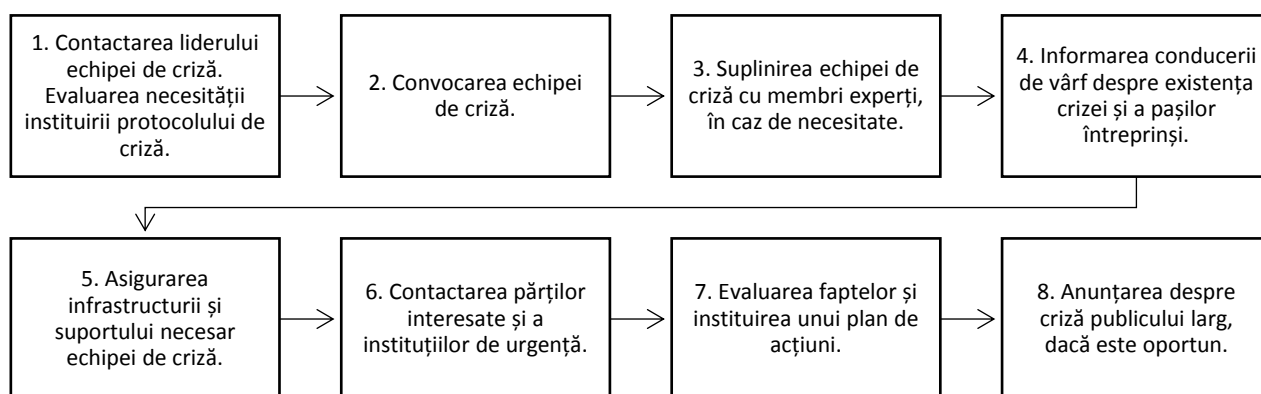 1. Contactarea liderului
echipei de criză.
Evaluarea necesității
instituirii protocolului de
criză.
2. Convocarea echipei
de criză.
3. Suplinirea echipei de
criză cu membri experți,
în caz de necesitate.
4. Informarea conducerii
de vârf despre existența
crizei și a pașilor
întreprinși.
5. Asigurarea
infrastructurii și
suportului necesar
echipei de criză.
6. Contactarea părților
interesate și a
instituțiilor de urgență.
7. Evaluarea faptelor și
instituirea unui plan de
acțiuni.
8. Anunțarea despre
criză publicului larg,
dacă este oportun.